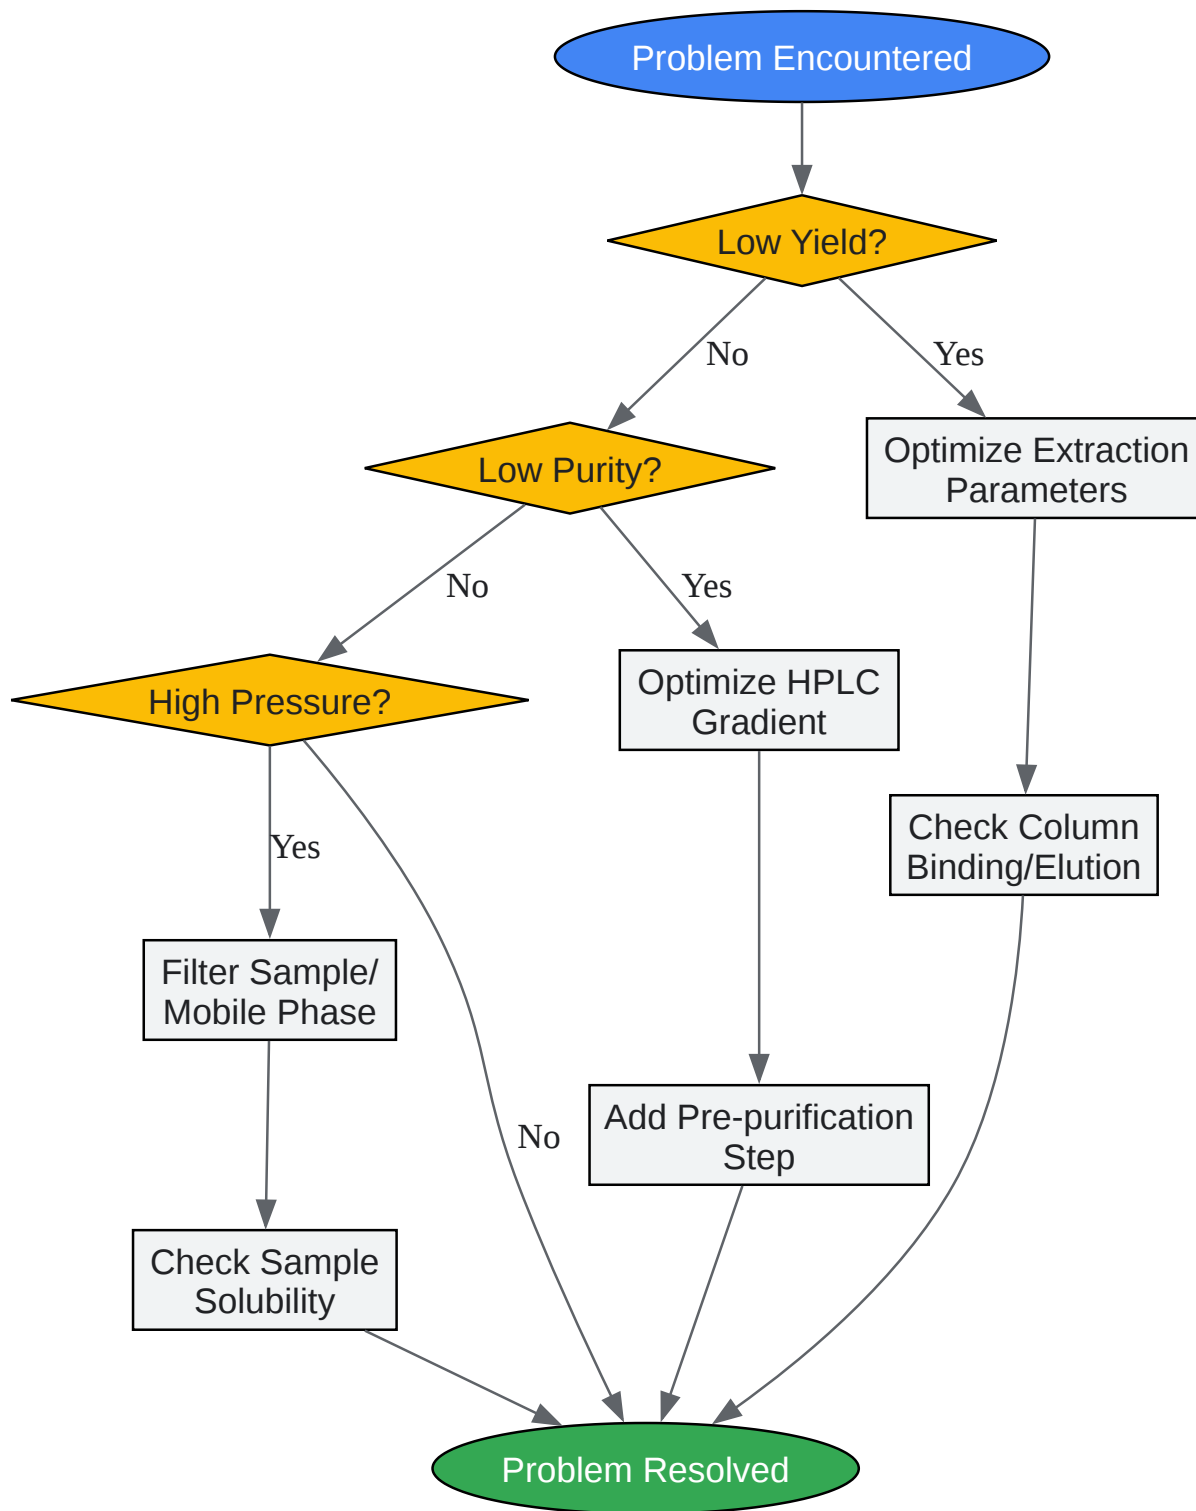 Problem Encountered
Low Yield?
No
Yes
Optimize Extraction
Parameters
Low Purity?
No
Yes
High Pressure?
Optimize HPLC
Gradient
Check Column
Binding/Elution
Yes
Filter Sample/
Mobile Phase
No
Add Pre-purification
Step
Check Sample
Solubility
Problem Resolved